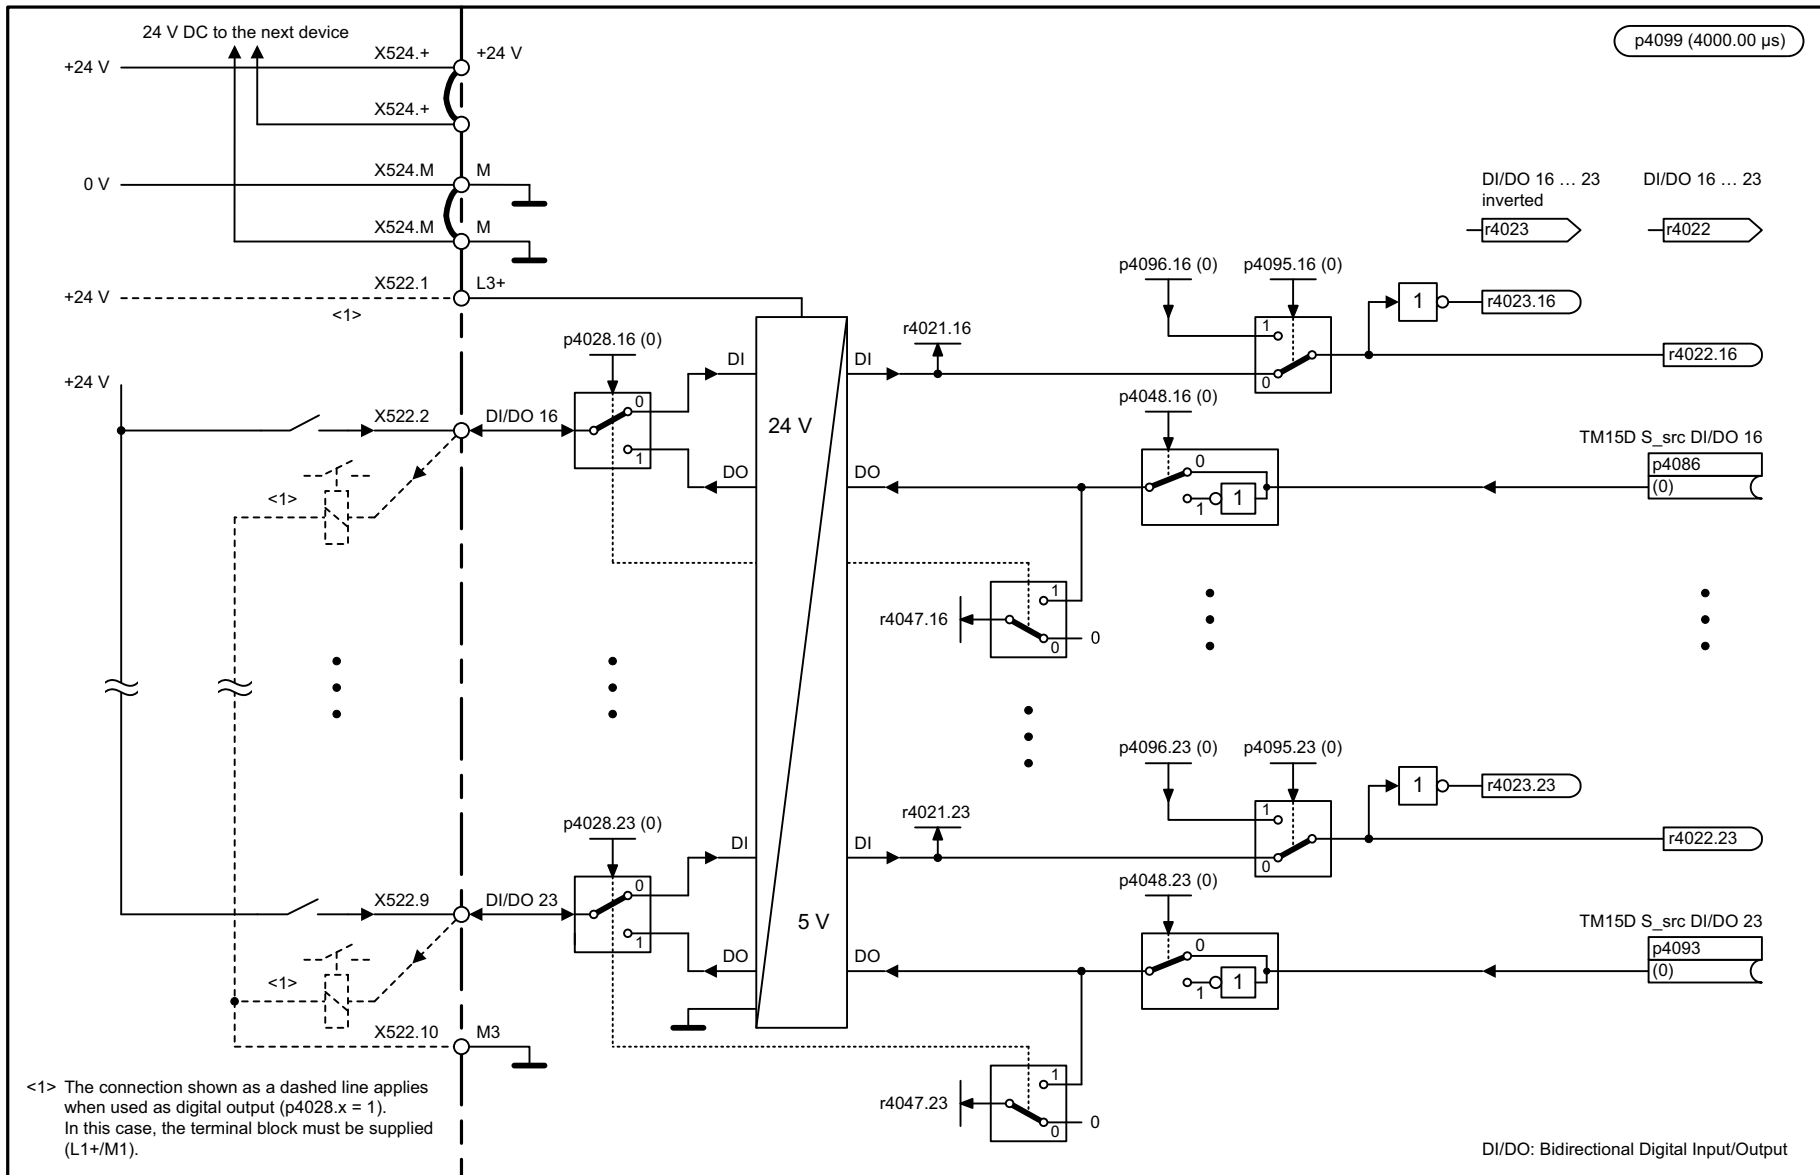 24 V DC to the next device
p4099 (4000.00 µs)
+24 V
X524.+
+24 V
X524.+
0 V
X524.M
M
X524.M
M
DI/DO 16 … 23
inverted
r4023
DI/DO 16 … 23
r4022
+24 V
X522.1
L3+
<1>
p4096.16 (0)
p4095.16 (0)
1
0
1
r4023.16
r4022.16
p4028.16 (0)
0
1
DI
DI
r4021.16
+24 V
X522.2
DI/DO 16
24 V
DO
DO
p4048.16 (0)
0
1
1
TM15D S_src DI/DO 16
p4086
(0)
<1>
r4047.16
1
0
0
p4096.23 (0)
p4095.23 (0)
1
0
1
r4023.23
r4022.23
p4028.23 (0)
0
1
DI
DI
r4021.23
X522.9
DI/DO 23
5 V
DO
DO
p4048.23 (0)
0
1
1
TM15D S_src DI/DO 23
p4093
(0)
<1>
X522.10
M3
r4047.23
1
0
0
<1> The connection shown as a dashed line applies
when used as digital output (p4028.x = 1).
In this case, the terminal block must be supplied
(L1+/M1).
DI/DO: Bidirectional Digital Input/Output